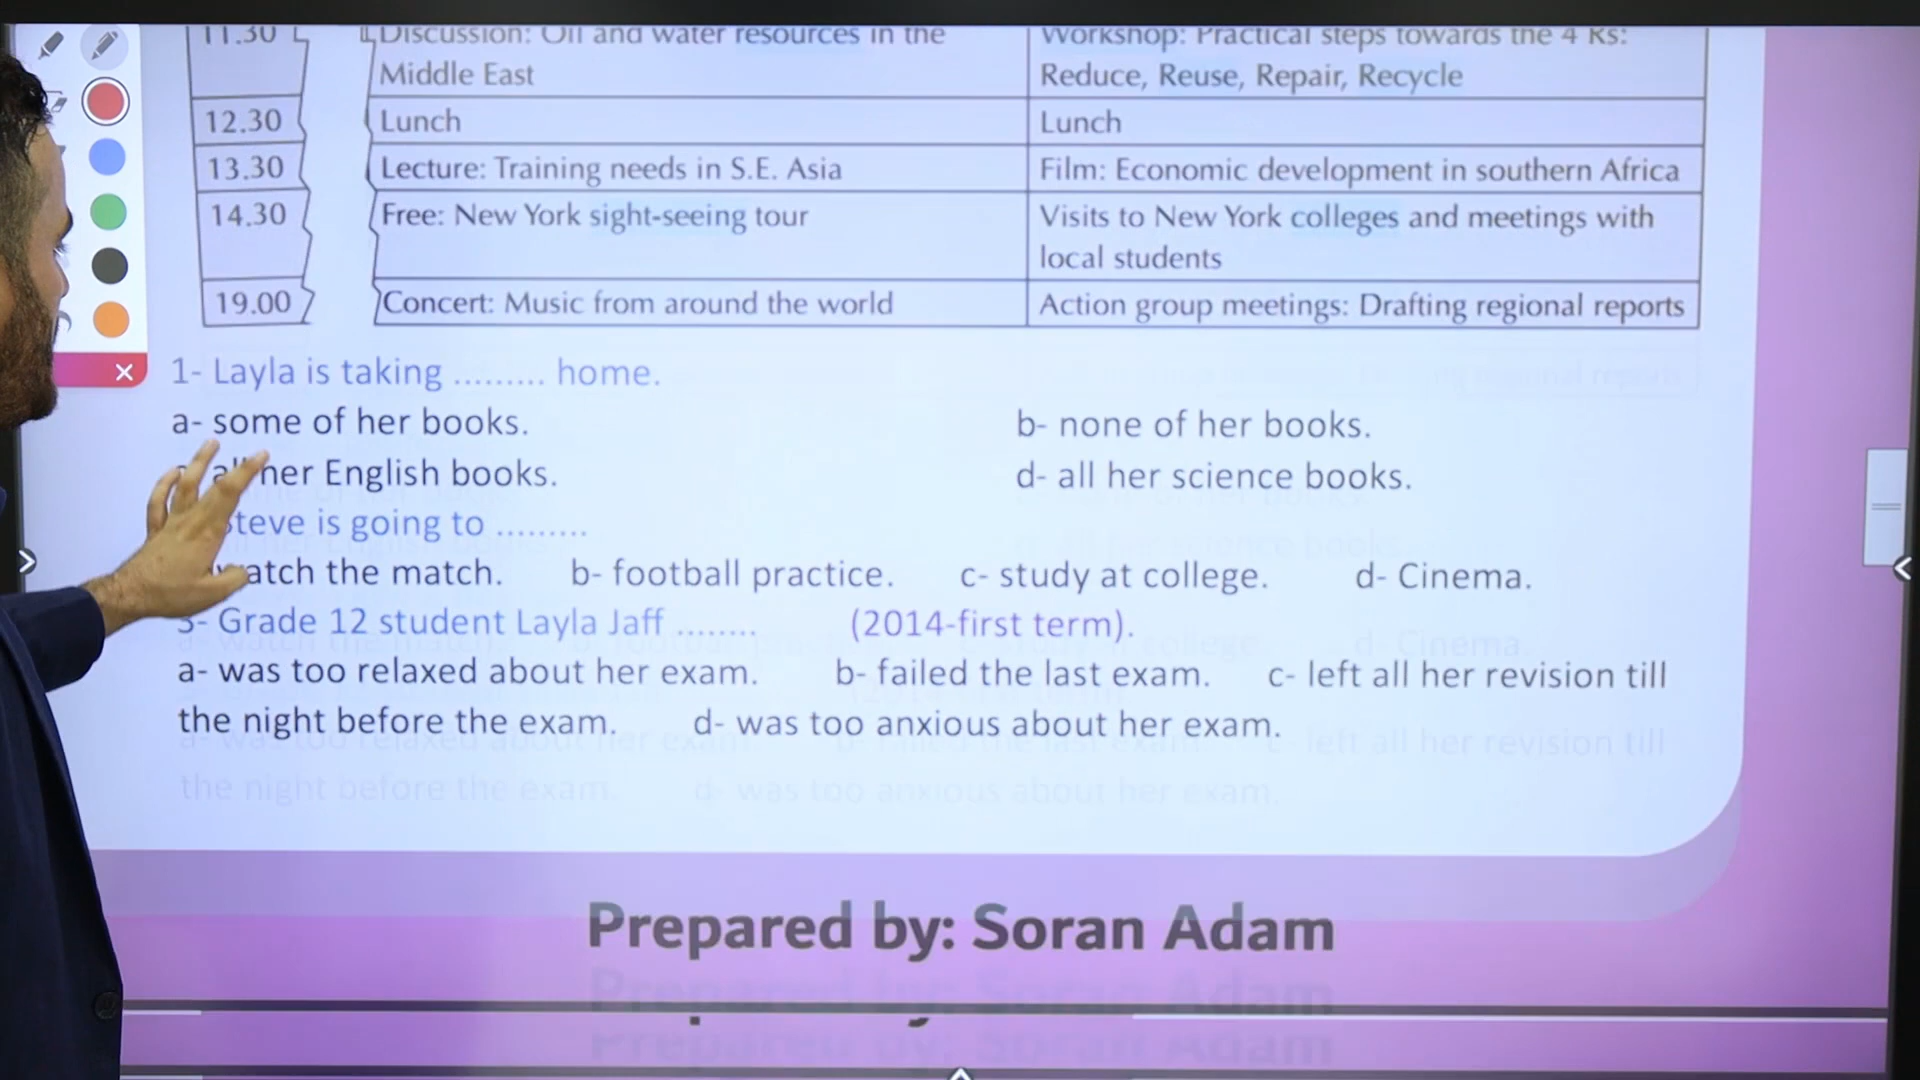 11.30 Discussion: Oil and water resources in the Workshop: Practical steps towards the 4 Rs:
Middle East Reduce, Reuse, Repair, Recycle
12.30 Lunch Lunch
13.30 Lecture: Training needs in S.E. Asia Film: Economic development in southern Africa
14.30 Free: New York sight-seeing tour Visits to New York colleges and meetings with
local students
19.00 Concert: Music from around the world Action group meetings: Drafting regional reports
1- Layla is taking ......... home.
a- some of her books. b- none of her books.
all her English books. d- all her science books.
Steve is going to .........
watch the match. b- football practice. c- study at college. d- Cinema.
3- Grade 12 student Layla Jaff ......... (2014-first term).
a- was too relaxed about her exam. b- failed the last exam. c- left all her revision till
the night before the exam. d- was too anxious about her exam.
Prepared by: Soran Adam